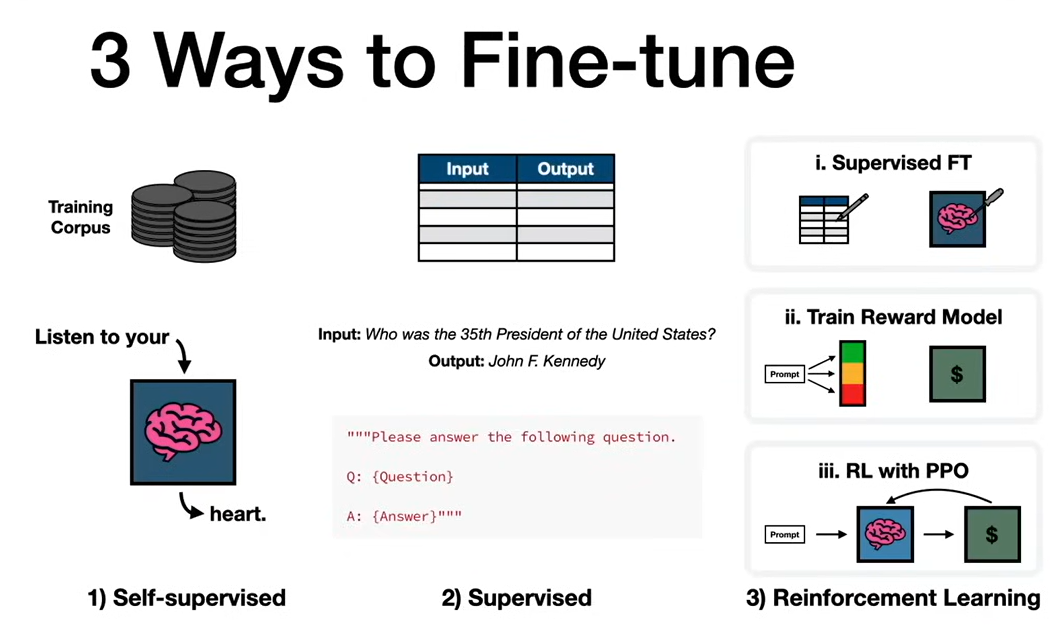 3 Ways to Fine-tune
Training
Corpus
Listen to your
heart.
1) Self-supervised
Input Output
Input: Who was the 35th President of the United States?
Output: John F. Kennedy
"""Please answer the following question.
Q: {Question}
A: {Answer}"""
2) Supervised
i. Supervised FT
ii. Train Reward Model
Prompt
$
iii. RL with PPO
Prompt
$
3) Reinforcement Learning